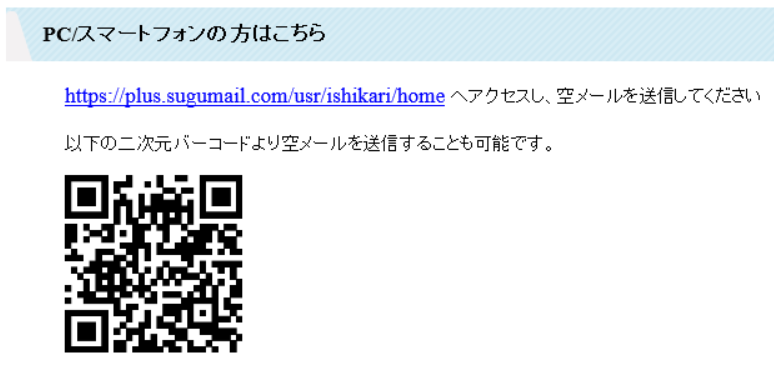 PC/スマートフォンの方はこちら
https://plus.sugumail.com/usr/ishikari/home へアクセスし、空メールを送信してください
以下の二次元バーコードより空メールを送信することも可能です。